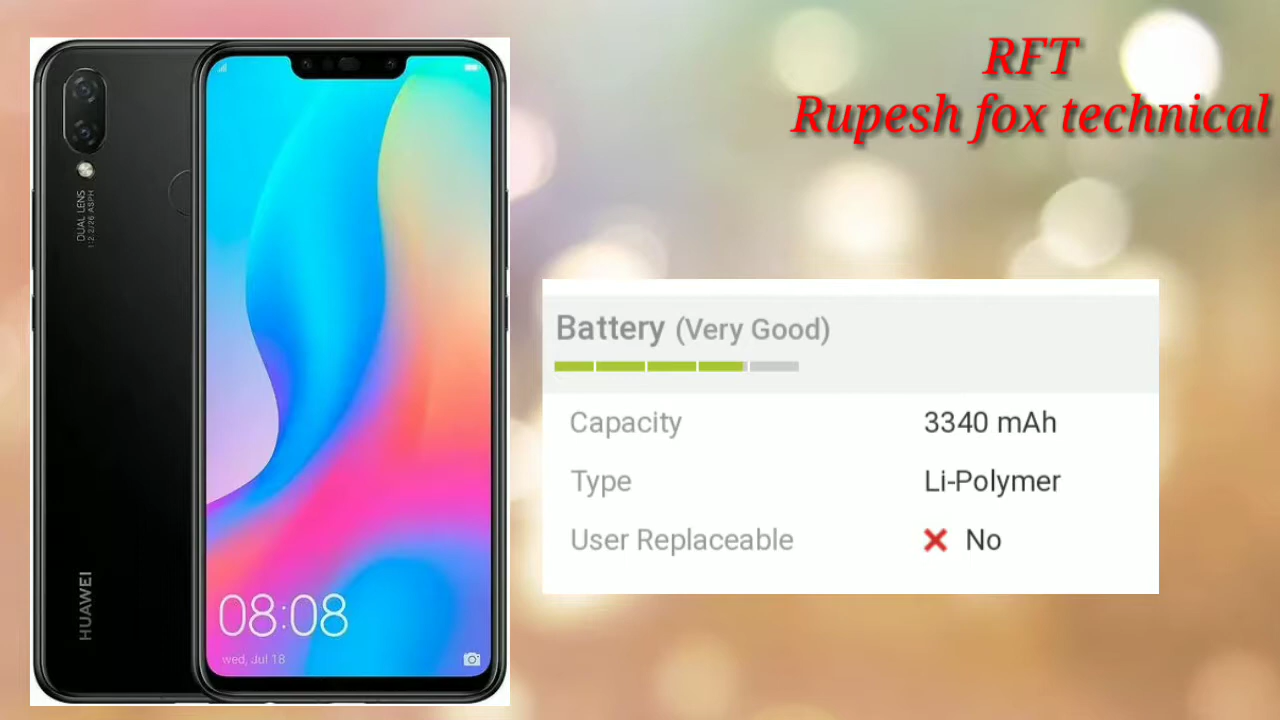 RFT
Rupesh fox technical
DUAL LENS
HUAWEI
08:08
wed, Jul 18
Battery (Very Good)
Capacity 3340 mAh
Type Li-Polymer
User Replaceable No